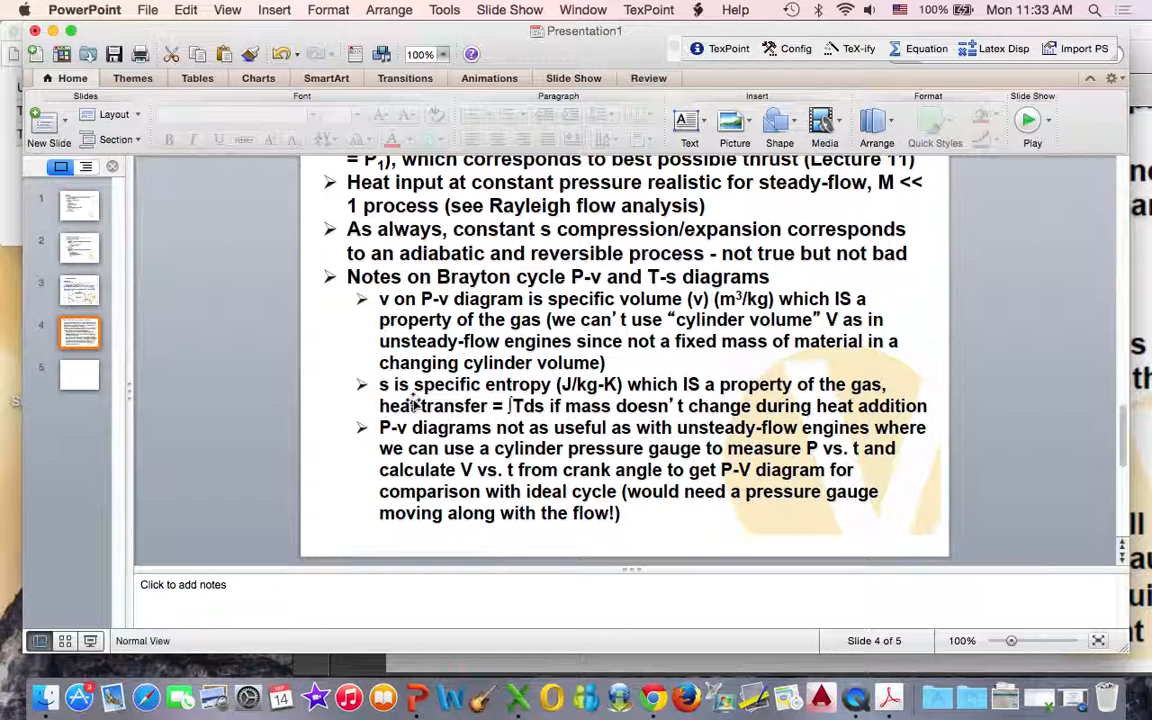 PowerPoint File Edit View Insert Format Arrange Tools Slide Show Window TexPoint Help 100% Mon 11:33 AM
Presentation1
100%
TexPoint Config TeX-ify Equation Latex Disp Import PS
Home Themes Tables Charts SmartArt Transitions Animations Slide Show Review
Slides Font Paragraph Insert Format Slide Show
Layout
Section
New Slide
B I U ABC
Text Picture Shapes Media Arrange Quick Styles Play
= P1), which corresponds to best possible thrust (Lecture 11)
➢ Heat input at constant pressure realistic for steady-flow, M <<
1 process (see Rayleigh flow analysis)
➢ As always, constant s compression/expansion corresponds
to an adiabatic and reversible process - not true but not bad
➢ Notes on Brayton cycle P-v and T-s diagrams
➢ v on P-v diagram is specific volume (v) (m³/kg) which IS a
property of the gas (we can't use “cylinder volume” V as in
unsteady-flow engines since not a fixed mass of material in a
changing cylinder volume)
➢ s is specific entropy (J/kg-K) which IS a property of the gas,
heat transfer = ∫Tds if mass doesn't change during heat addition
➢ P-v diagrams not as useful as with unsteady-flow engines where
we can use a cylinder pressure gauge to measure P vs. t and
calculate V vs. t from crank angle to get P-V diagram for
comparison with ideal cycle (would need a pressure gauge
moving along with the flow!)
1
2
3
4
5
Click to add notes
Normal View Slide 4 of 5 100%
3
SEP
14